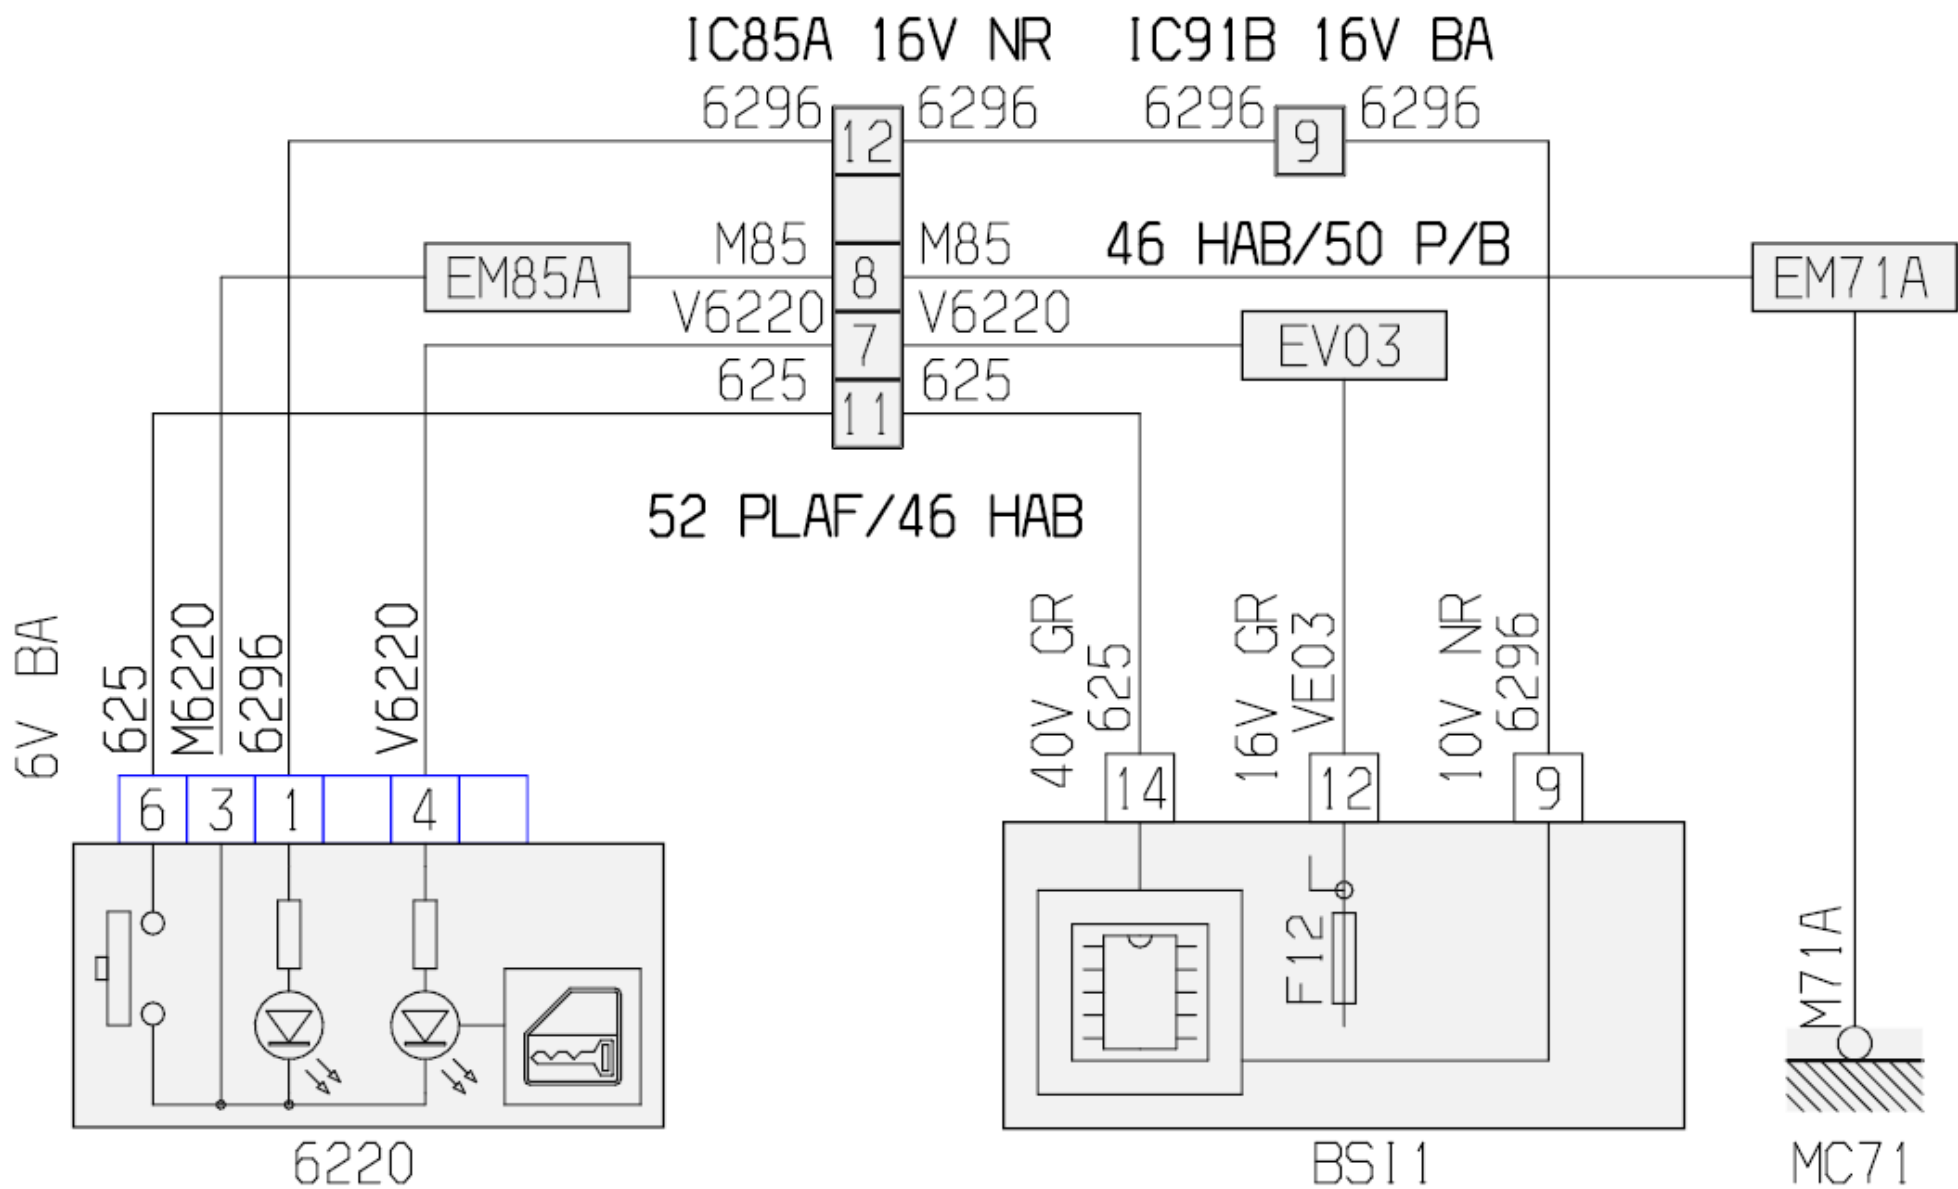 IC85A 16V NR IC91B 16V BA
6296 6296 6296 6296
12 9
M85 M85 46 HAB/50 P/B
EM85A 8 EM71A
V6220 V6220
7 EV03
625 625
11
52 PLAF/46 HAB
6V BA
625
M6220
6296
V6220
40V GR
625
16V GR
VE03
10V NR
6296
6 3 1 4 14 12 9
F12
M71A
6220 BSI1 MC71